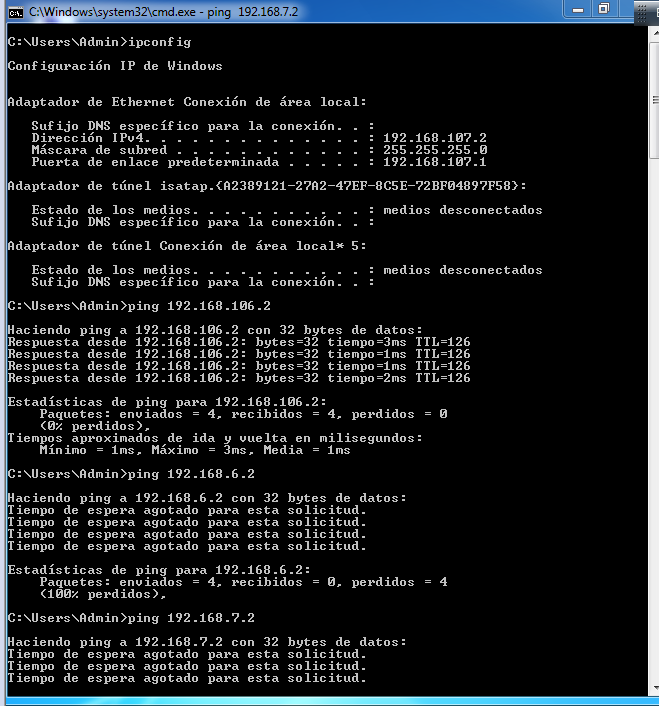 C:\Windows\system32\cmd.exe - ping 192.168.7.2
C:\Users\Admin>ipconfig
Configuración IP de Windows
Adaptador de Ethernet Conexión de área local:
Sufijo DNS específico para la conexión. . :
Dirección IPv4. . . . . . . . . . . . . . : 192.168.107.2
Máscara de subred . . . . . . . . . . . . : 255.255.255.0
Puerta de enlace predeterminada . . . . . : 192.168.107.1
Adaptador de túnel isatap.{A2389121-27A2-47EF-8C5E-72BF04897F58}:
Estado de los medios. . . . . . . . . . . : medios desconectados
Sufijo DNS específico para la conexión. . :
Adaptador de túnel Conexión de área local* 5:
Estado de los medios. . . . . . . . . . . : medios desconectados
Sufijo DNS específico para la conexión. . :
C:\Users\Admin>ping 192.168.106.2
Haciendo ping a 192.168.106.2 con 32 bytes de datos:
Respuesta desde 192.168.106.2: bytes=32 tiempo=3ms TTL=126
Respuesta desde 192.168.106.2: bytes=32 tiempo=1ms TTL=126
Respuesta desde 192.168.106.2: bytes=32 tiempo=1ms TTL=126
Respuesta desde 192.168.106.2: bytes=32 tiempo=2ms TTL=126
Estadísticas de ping para 192.168.106.2:
Paquetes: enviados = 4, recibidos = 4, perdidos = 0
(0% perdidos),
Tiempos aproximados de ida y vuelta en milisegundos:
Mínimo = 1ms, Máximo = 3ms, Media = 1ms
C:\Users\Admin>ping 192.168.6.2
Haciendo ping a 192.168.6.2 con 32 bytes de datos:
Tiempo de espera agotado para esta solicitud.
Tiempo de espera agotado para esta solicitud.
Tiempo de espera agotado para esta solicitud.
Tiempo de espera agotado para esta solicitud.
Estadísticas de ping para 192.168.6.2:
Paquetes: enviados = 4, recibidos = 0, perdidos = 4
(100% perdidos),
C:\Users\Admin>ping 192.168.7.2
Haciendo ping a 192.168.7.2 con 32 bytes de datos:
Tiempo de espera agotado para esta solicitud.
Tiempo de espera agotado para esta solicitud.
Tiempo de espera agotado para esta solicitud.